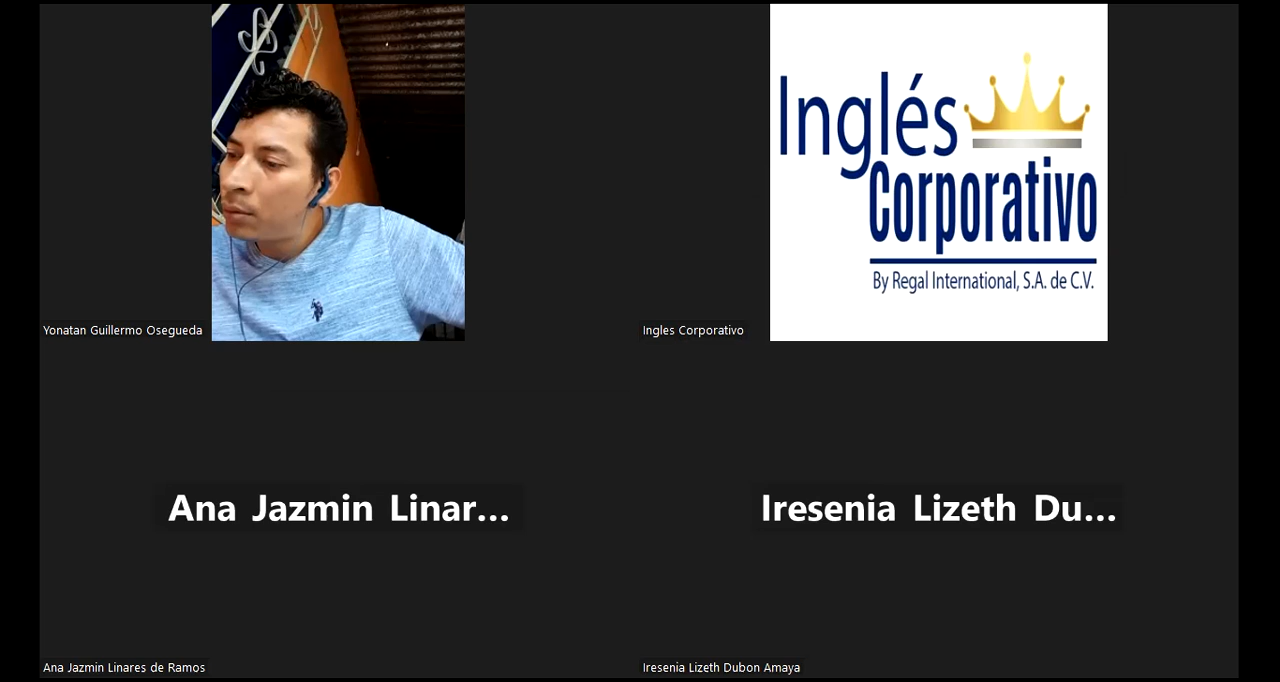 Yonatan Guillermo Osegueda
Inglés
Corporativo
By Regal International, S.A. de C.V.
Ingles Corporativo
Ana Jazmin Linar...
Iresenia Lizeth Du...
Ana Jazmin Linares de Ramos
Iresenia Lizeth Dubon Amaya